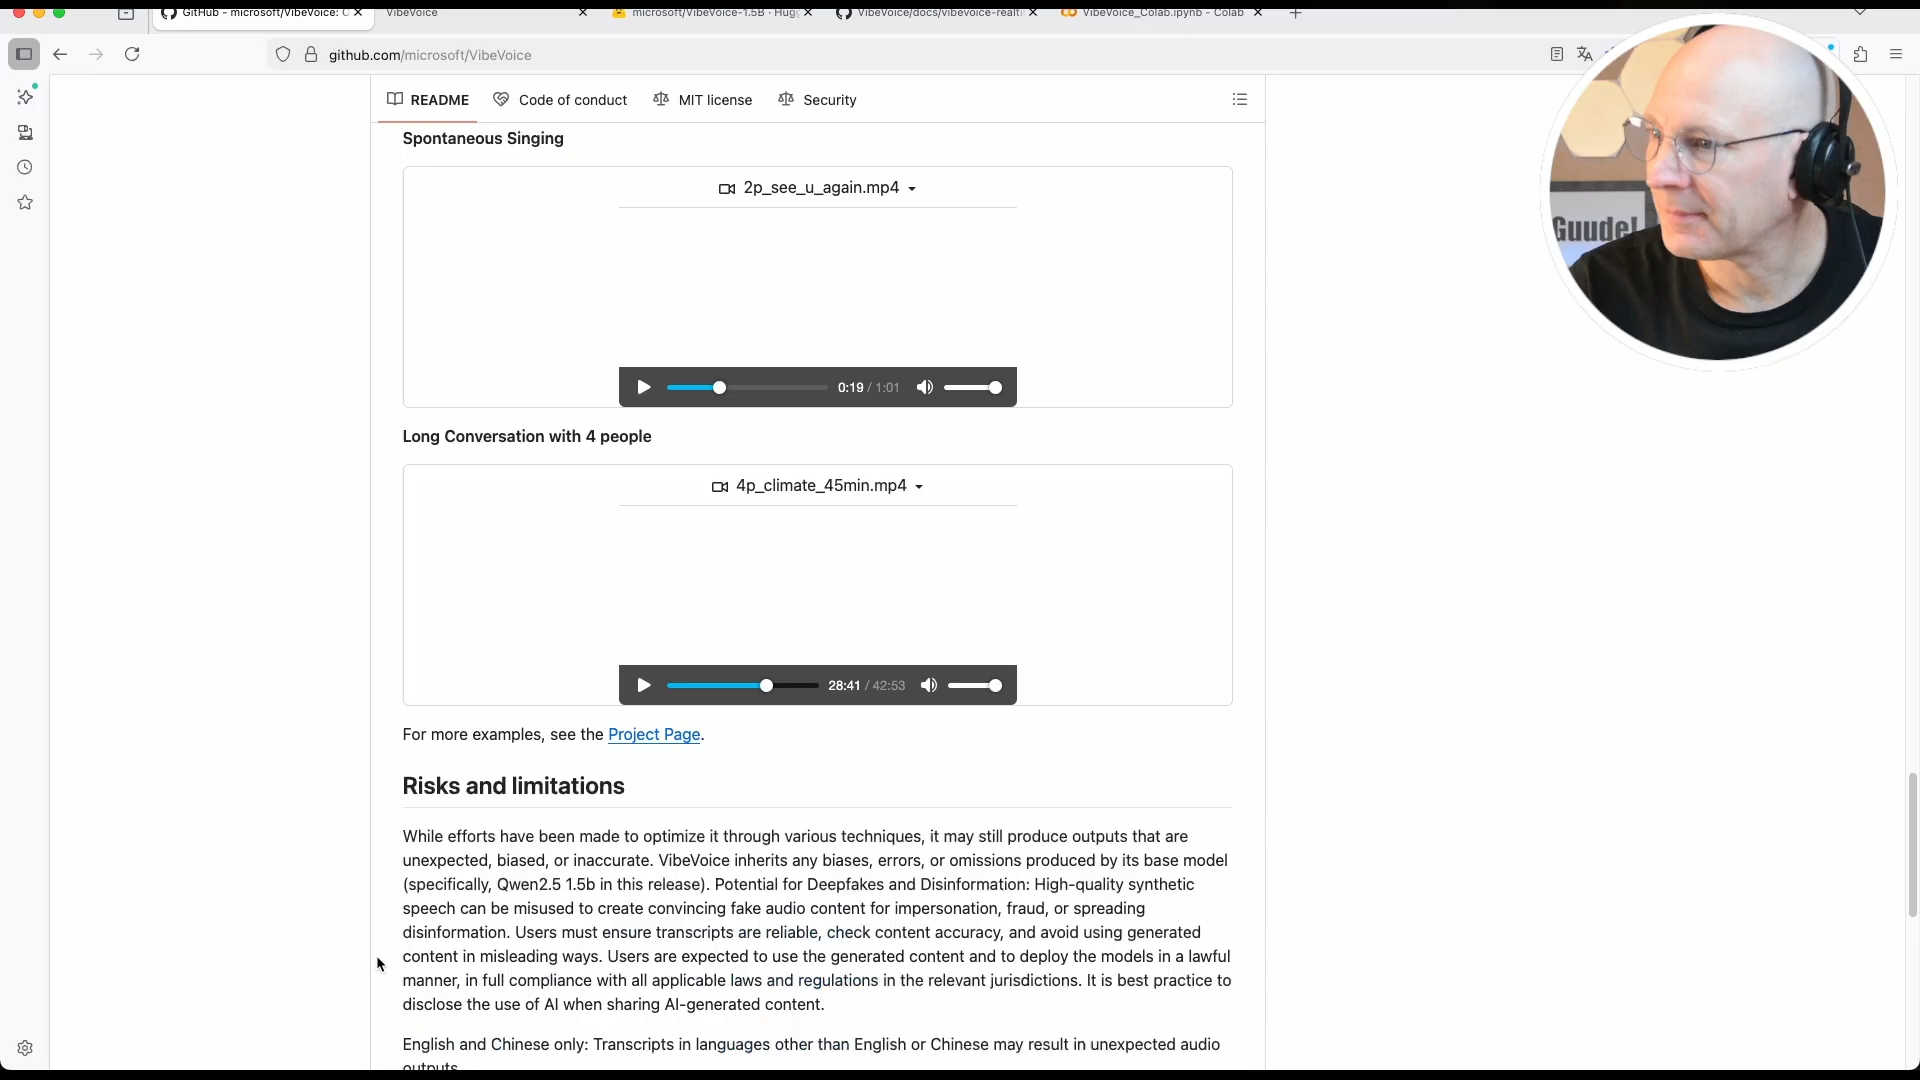 GitHub - microsoft/VibeVoice: C
VibeVoice
microsoft/VibeVoice-1.5B · Hugg
VibeVoice/docs/vibevoice-realti
VibeVoice_Colab.ipynb - Colab
github.com/microsoft/VibeVoice
README
Code of conduct
MIT license
Security
Spontaneous Singing
2p_see_u_again.mp4
0:19 / 1:01
Long Conversation with 4 people
4p_climate_45min.mp4
28:41 / 42:53
For more examples, see the Project Page.
Risks and limitations
While efforts have been made to optimize it through various techniques, it may still produce outputs that are
unexpected, biased, or inaccurate. VibeVoice inherits any biases, errors, or omissions produced by its base model
(specifically, Qwen2.5 1.5b in this release). Potential for Deepfakes and Disinformation: High-quality synthetic
speech can be misused to create convincing fake audio content for impersonation, fraud, or spreading
disinformation. Users must ensure transcripts are reliable, check content accuracy, and avoid using generated
content in misleading ways. Users are expected to use the generated content and to deploy the models in a lawful
manner, in full compliance with all applicable laws and regulations in the relevant jurisdictions. It is best practice to
disclose the use of AI when sharing AI-generated content.
English and Chinese only: Transcripts in languages other than English or Chinese may result in unexpected audio
outputs.
Guude!